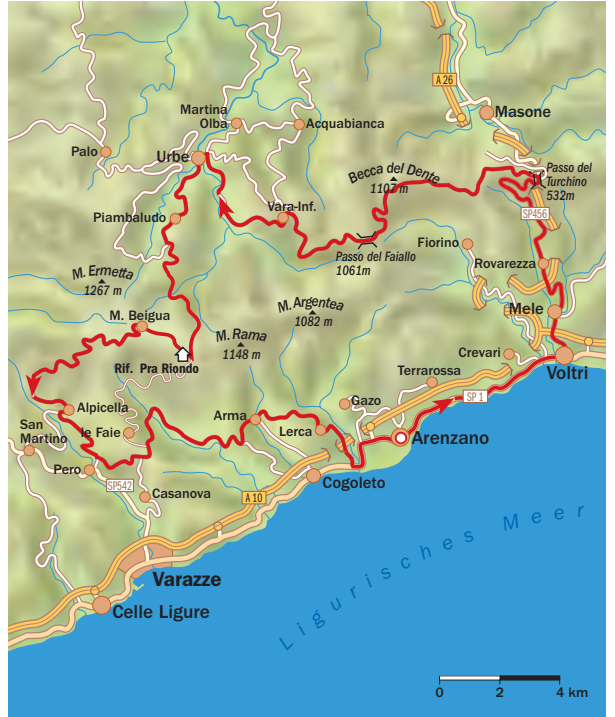 A 26
Masone
Martina
Olba
Acquabianca
Palo
Urbe
Becca del Dente
1107 m
Passo del
Turchino
532m
Piambaludo
Vara-Inf.
SP456
Fiorino
Passo del Faiallo
1061m
Rovarezza
M. Ermetta
1267 m
M. Argentea
1082 m
Mele
M. Beigua
M. Rama
1148 m
Rif. Pra Riondo
Crevari
Voltri
Terrarossa
SP 1
Gazo
Alpicella
Arma
San
Martino
le Faie
Lerca
Arenzano
Pero
SP542
Casanova
A 10
Cogoleto
Ligurisches Meer
Varazze
Celle Ligure
0 2 4 km